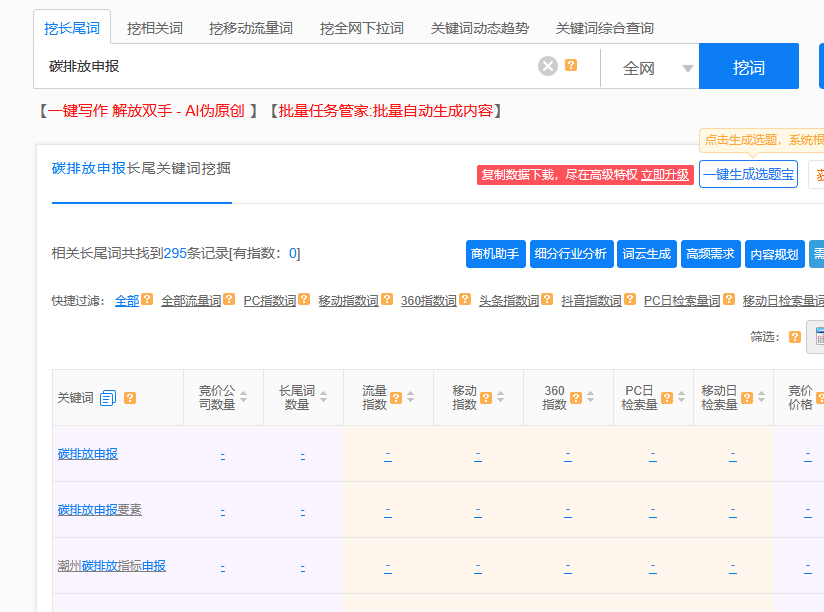 挖长尾词 挖相关词 挖移动流量词 挖全网下拉词 关键词动态趋势 关键词综合查询
碳排放申报 全网 挖词
【一键写作 解放双手 - AI伪原创 】【批量任务管家:批量自动生成内容】
点击生成选题，系统根
碳排放申报长尾关键词挖掘 复制数据下载，尽在高级特权 立即升级 一键生成选题宝
相关长尾词共找到295条记录[有指数：0] 商机助手 细分行业分析 词云生成 高频需求 内容规划
快捷过滤： 全部 全部流量词 PC指数词 移动指数词 360指数词 头条指数词 抖音指数词 PC日检索量词 移动日检索量词
筛选：
关键词 竞价公司数量 长尾词数量 流量指数 移动指数 360指数 PC日检索量 移动日检索量 竞价价格
碳排放申报 - - - - - - - -
碳排放申报要素 - - - - - - - -
潮州碳排放指标申报 - - - - - - - -